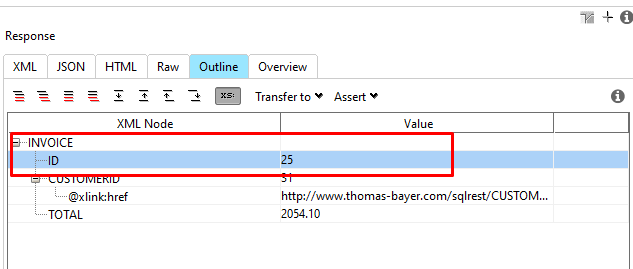 Response
XML JSON HTML Raw Outline Overview
xs: Transfer to Assert
XML Node Value
INVOICE
ID 25
CUSTOMERID 31
@xlink:href http://www.thomas-bayer.com/sqlrest/CUSTOM...
TOTAL 2054.10